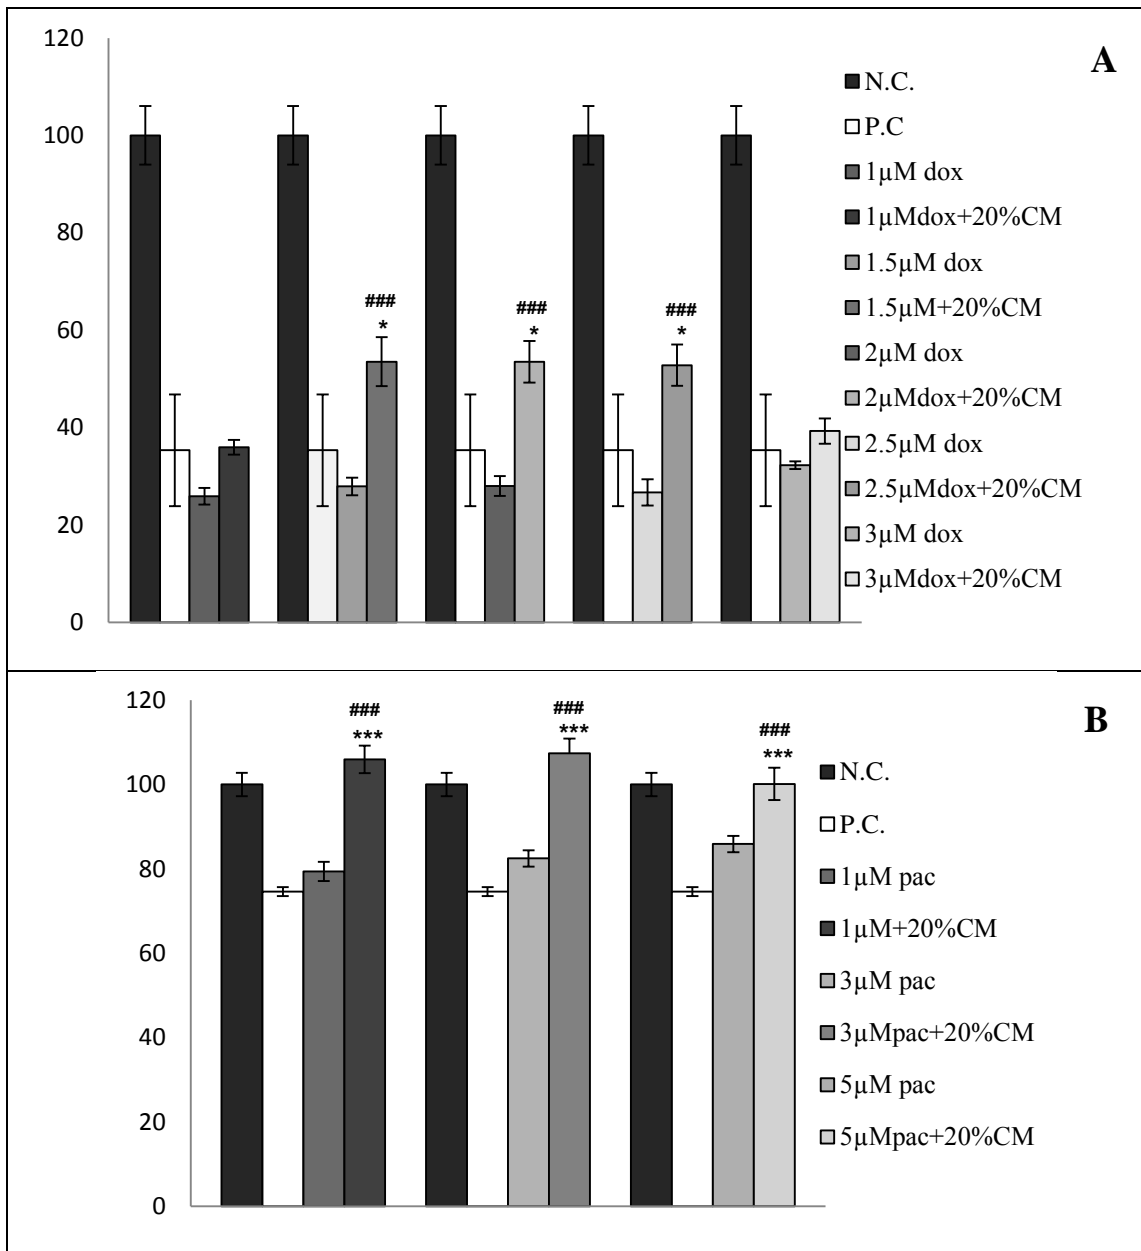 A
120
100
80
60
40
20
0
###
*
###
*
###
*
N.C.
P.C
1µM dox
1µMdox+20%CM
1.5µM dox
1.5µM+20%CM
2µM dox
2µMdox+20%CM
2.5µM dox
2.5µMdox+20%CM
3µM dox
3µMdox+20%CM
B
120
100
80
60
40
20
0
###
***
###
***
###
***
N.C.
P.C.
1µM pac
1µM+20%CM
3µM pac
3µMpac+20%CM
5µM pac
5µMpac+20%CM